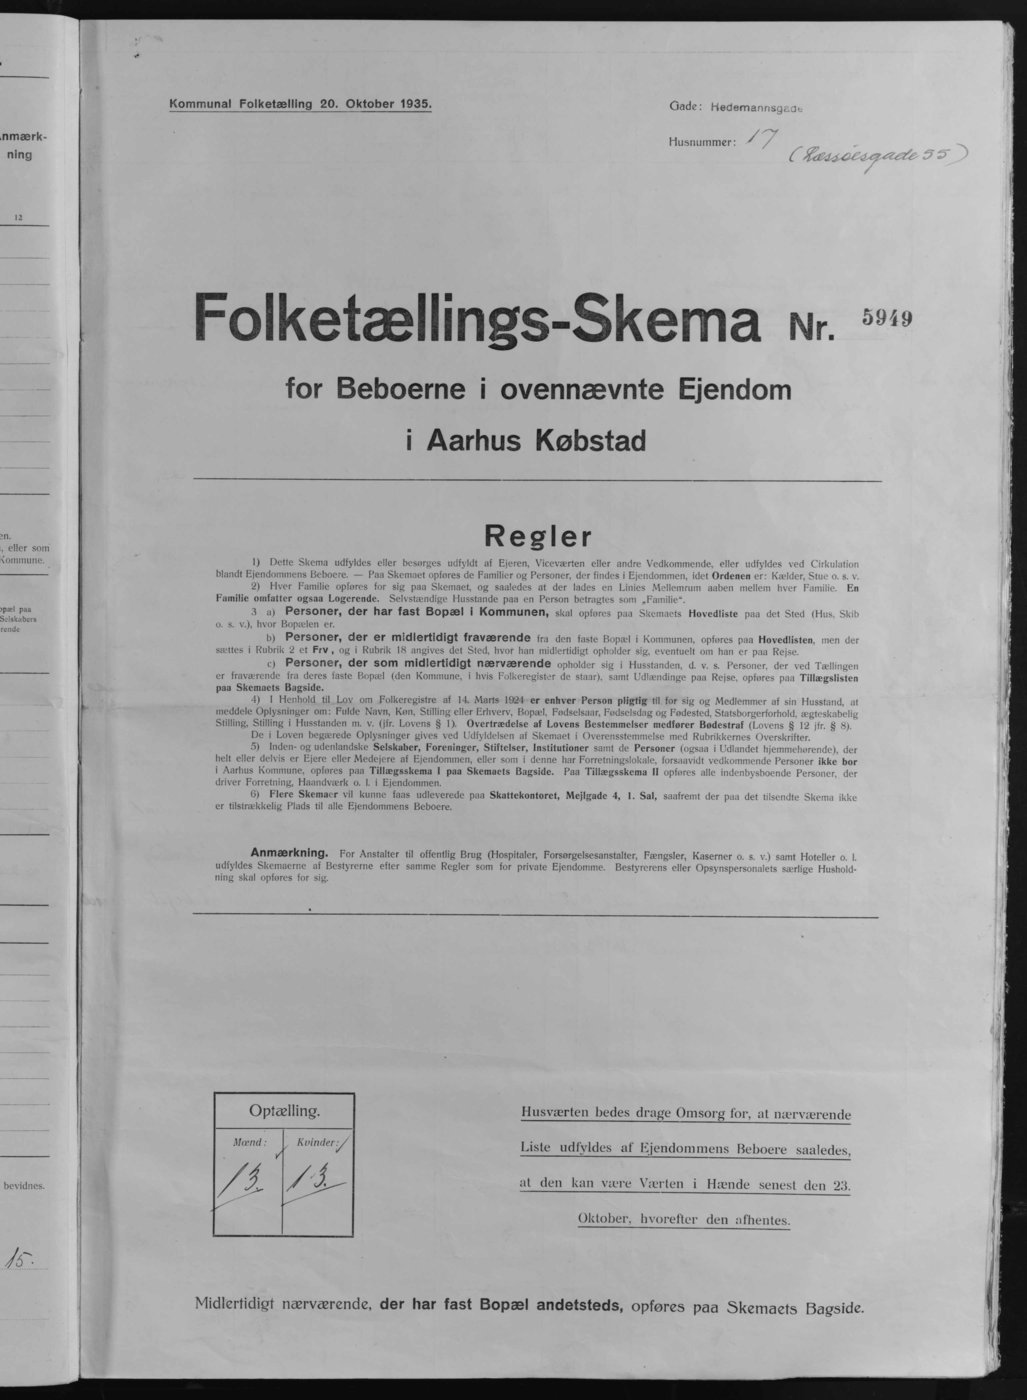 nmærk-
ning
12
en.
, eller som
Kommune.
opæl paa
Selskabers
rende
bevidnes.
15.
Kommunal Folketælling 20. Oktober 1935.
Gade: Hedemannsgade
Husnummer: 17
(Læssøesgade 55)
Folketællings-Skema Nr. 5949
for Beboerne i ovennævnte Ejendom
i Aarhus Købstad
Regler
1) Dette Skema udfyldes eller besørges udfyldt af Ejeren, Viceværten eller andre Vedkommende, eller udfyldes ved Cirkulation
blandt Ejendommens Beboere. — Paa Skemaet opføres de Familier og Personer, der findes i Ejendommen, idet Ordenen er: Kælder, Stue o. s. v.
2) Hver Familie opføres for sig paa Skemaet, og saaledes at der lades en Linies Mellemrum aaben mellem hver Familie. En
Familie omfatter ogsaa Logerende. Selvstændige Husstande paa en Person betragtes som „Familie“.
3 a) Personer, der har fast Bopæl i Kommunen, skal opføres paa Skemaets Hovedliste paa det Sted (Hus, Skib
o. s. v.), hvor Bopælen er.
b) Personer, der er midlertidigt fraværende fra den faste Bopæl i Kommunen, opføres paa Hovedlisten, men der
sættes i Rubrik 2 et Frv, og i Rubrik 18 angives det Sted, hvor han midlertidigt opholder sig, eventuelt om han er paa Rejse.
c) Personer, der som midlertidigt nærværende opholder sig i Husstanden, d. v. s. Personer, der ved Tællingen
er fraværende fra deres faste Bopæl (den Kommune, i hvis Folkeregister de staar), samt Udlændinge paa Rejse, opføres paa Tillægslisten
paa Skemaets Bagside.
4) I Henhold til Lov om Folkeregistre af 14. Marts 1924 er enhver Person pligtig til for sig og Medlemmer af sin Husstand, at
meddele Oplysninger om: Fulde Navn, Køn, Stilling eller Erhverv, Bopæl, Fødselsaar, Fødselsdag og Fødested, Statsborgerforhold, ægteskabelig
Stilling, Stilling i Husstanden m. v. (jfr. Lovens § 1). Overtrædelse af Lovens Bestemmelser medfører Bødestraf (Lovens § 12 jfr. § 8).
De i Loven begærede Oplysninger gives ved Udfyldelsen af Skemaet i Overensstemmelse med Rubrikkernes Overskrifter.
5) Inden- og udenlandske Selskaber, Foreninger, Stiftelser, Institutioner samt de Personer (ogsaa i Udlandet hjemmehørende), der
helt eller delvis er Ejere eller Medejere af Ejendommen, eller som i denne har Forretningslokale, forsaavidt vedkommende Personer ikke bor
i Aarhus Kommune, opføres paa Tillægsskema I paa Skemaets Bagside. Paa Tillægsskema II opføres alle indenbysboende Personer, der
driver Forretning, Haandværk o. l. i Ejendommen.
6) Flere Skemaer vil kunne faas udleverede paa Skattekontoret, Mejlgade 4, 1. Sal, saafremt der paa det tilsendte Skema ikke
er tilstrækkelig Plads til alle Ejendommens Beboere.
Anmærkning. For Anstalter til offentlig Brug (Hospitaler, Forsørgelsesanstalter, Fængsler, Kaserner o. s. v.) samt Hoteller o. l.
udfyldes Skemaerne af Bestyrerne efter samme Regler som for private Ejendomme. Bestyrerens eller Opsynspersonalets særlige Hushold-
ning skal opføres for sig.
Optælling.
Mænd: Kvinder:
13. 13.
Husværten bedes drage Omsorg for, at nærværende
Liste udfyldes af Ejendommens Beboere saaledes,
at den kan være Værten i Hænde senest den 23.
Oktober, hvorefter den afhentes.
Midlertidigt nærværende, der har fast Bopæl andetsteds, opføres paa Skemaets Bagside.